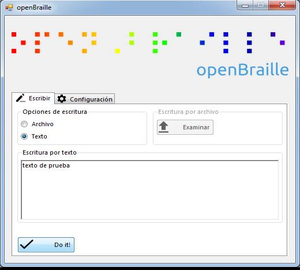 openBraille
openBraille
Escribir Configuración
Opciones de escritura
Archivo
Texto
Escritura por archivo
Examinar
Escritura por texto
texto de prueba
Do it!